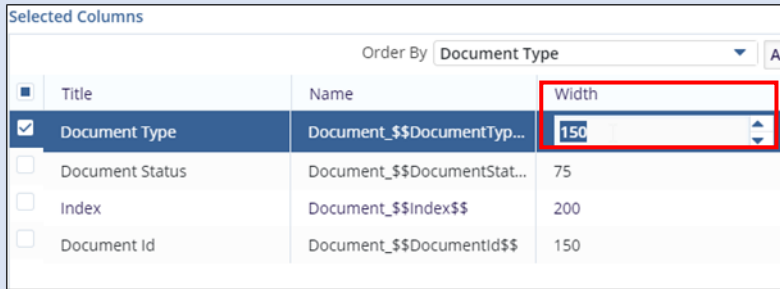 Selected Columns
Order By Document Type A
Title Name Width
Document Type Document_$$DocumentTyp... 150
Document Status Document_$$DocumentStat... 75
Index Document_$$Index$$ 200
Document Id Document_$$DocumentId$$ 150